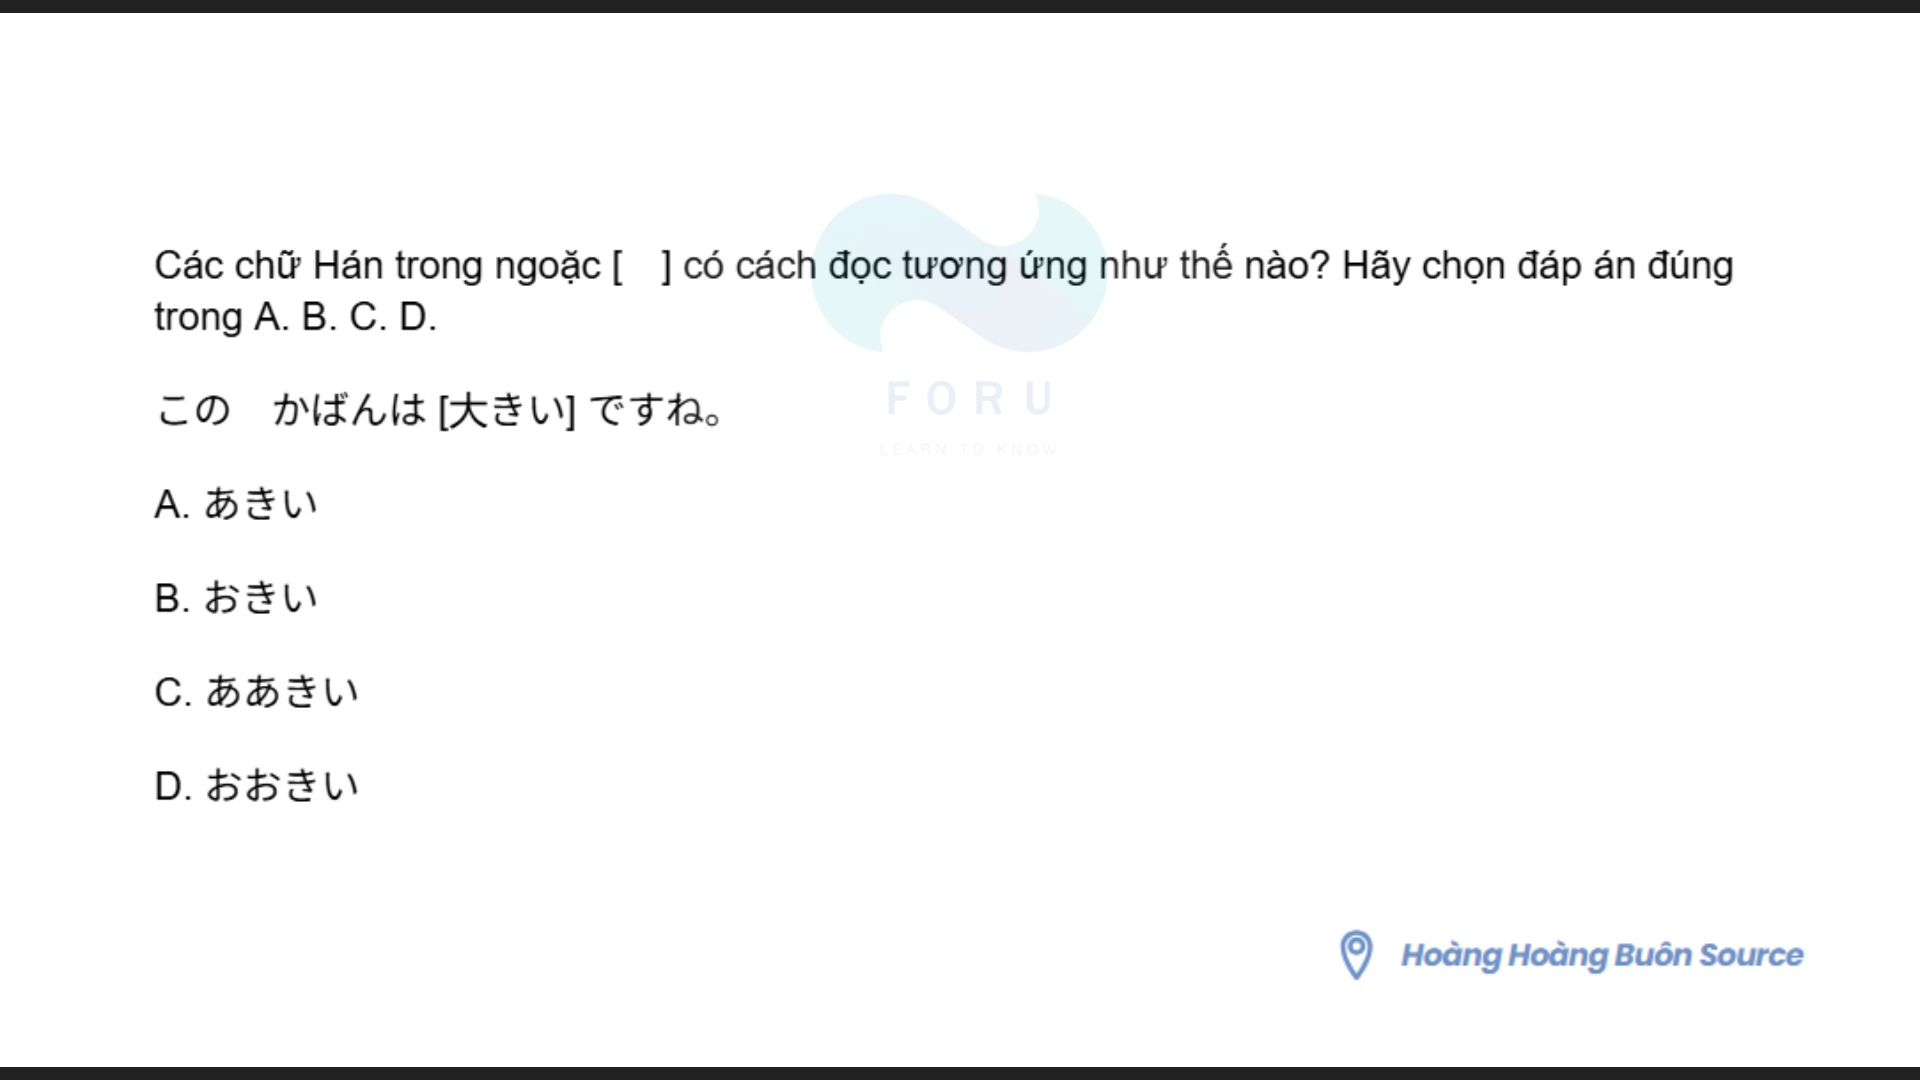 Các chữ Hán trong ngoặc [　] có cách đọc tương ứng như thế nào? Hãy chọn đáp án đúng
trong A. B. C. D.
この　かばんは [大きい] ですね。
A. あきい
B. おきい
C. ああきい
D. おおきい
FORU
LEARN TO KNOW
Hoàng Hoàng Buôn Source